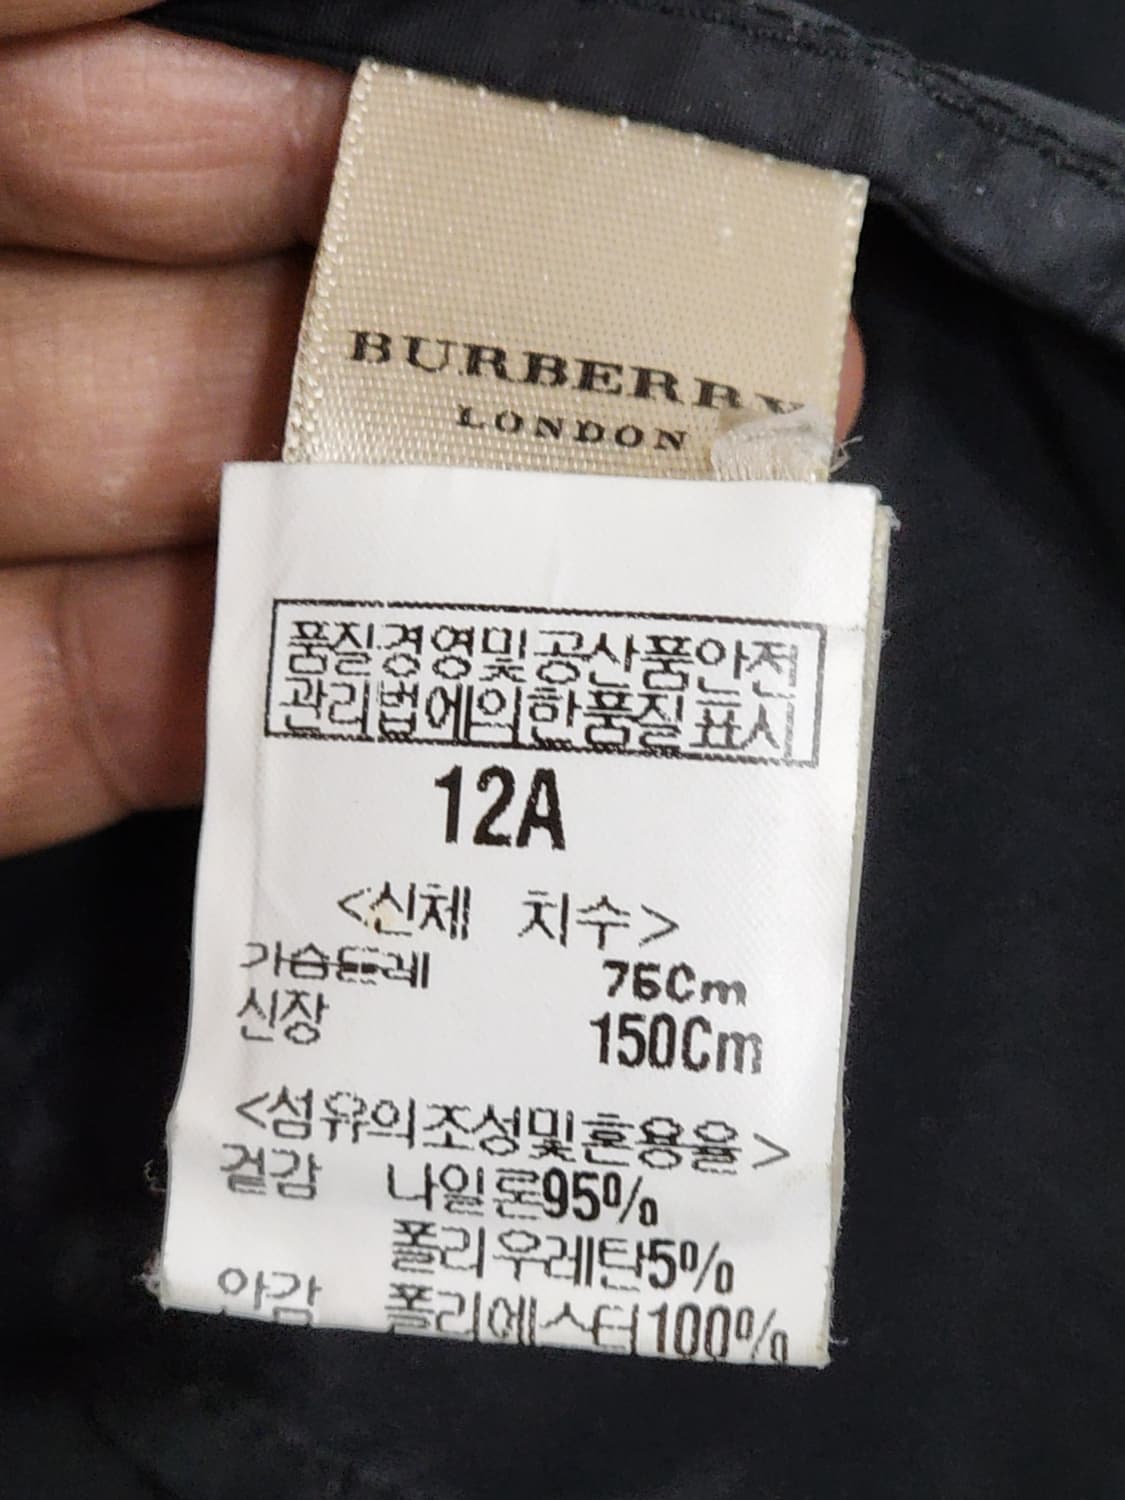 BURBERRY
LONDON
품질경영및공산품안전
관리법에의한품질표시
12A
<신체 치수>
가슴둘레 76Cm
신장 150Cm
<섬유의조성및혼용율>
겉감 나일론95%
폴리우레탄5%
안감 폴리에스터100%